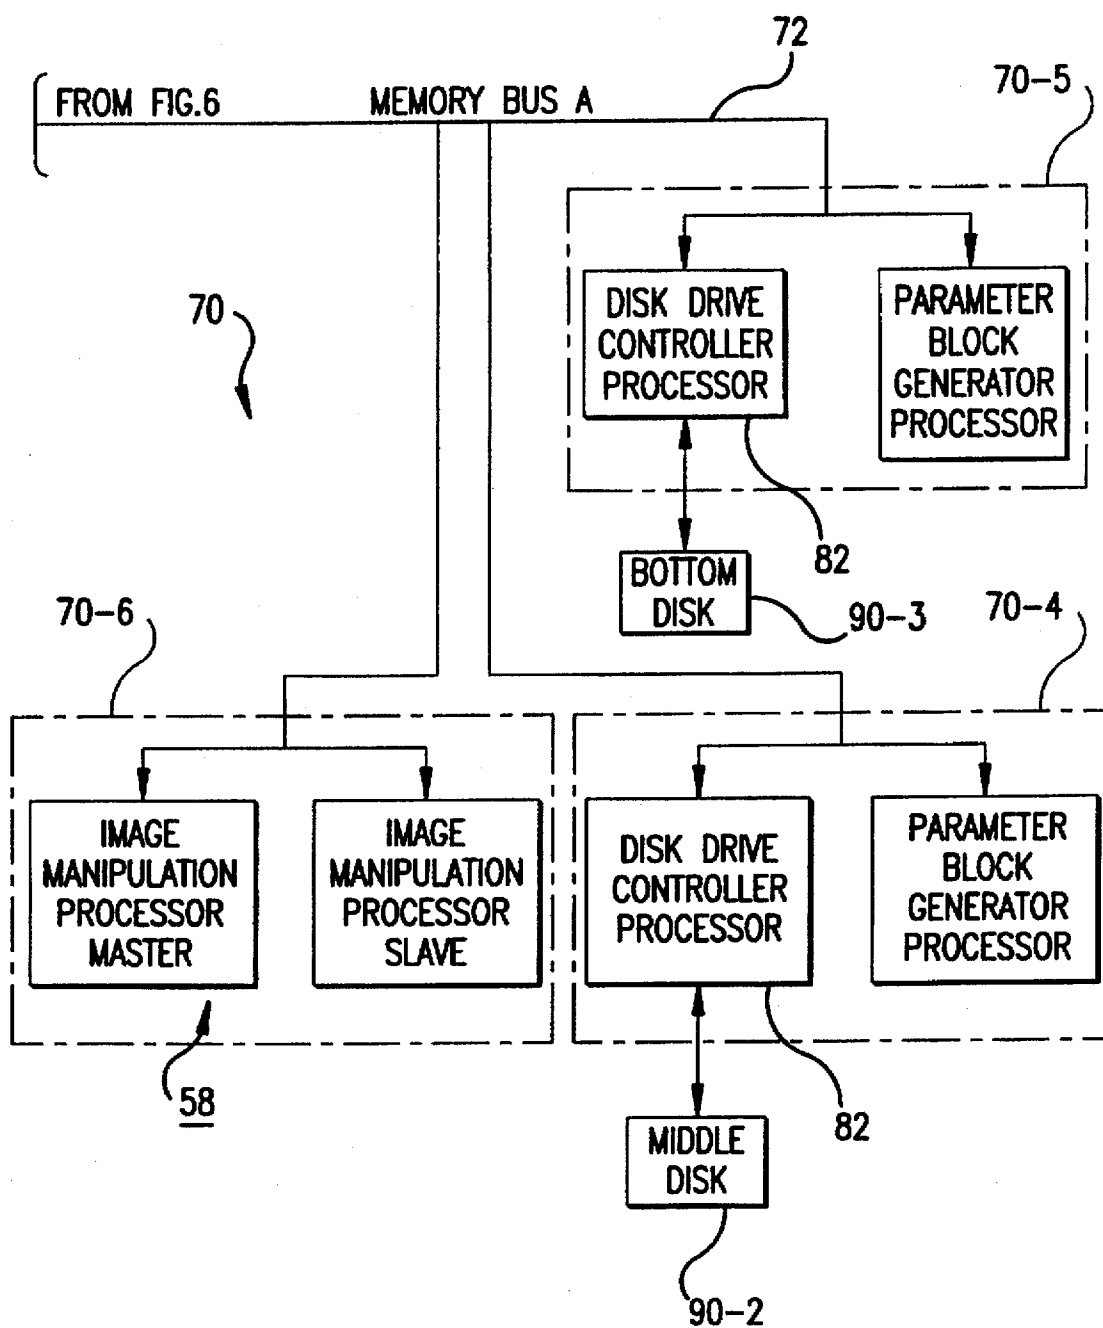 72
70-5
FROM FIG.6 MEMORY BUS A
70
DISK DRIVE
CONTROLLER
PROCESSOR
PARAMETER
BLOCK
GENERATOR
PROCESSOR
82
BOTTOM
DISK
90-3
70-6
70-4
IMAGE
MANIPULATION
PROCESSOR
MASTER
IMAGE
MANIPULATION
PROCESSOR
SLAVE
DISK DRIVE
CONTROLLER
PROCESSOR
PARAMETER
BLOCK
GENERATOR
PROCESSOR
58
82
MIDDLE
DISK
90-2